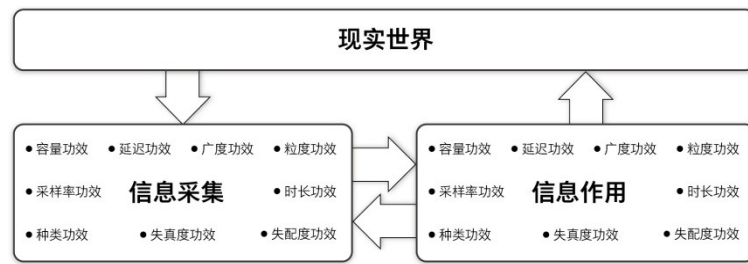 现实世界
● 容量功效 ● 延迟功效 ● 广度功效 ● 粒度功效
● 采样率功效 信息采集 ● 时长功效
● 种类功效 ● 失真度功效 ● 失配度功效
● 容量功效 ● 延迟功效 ● 广度功效 ● 粒度功效
● 采样率功效 信息作用 ● 时长功效
● 种类功效 ● 失真度功效 ● 失配度功效